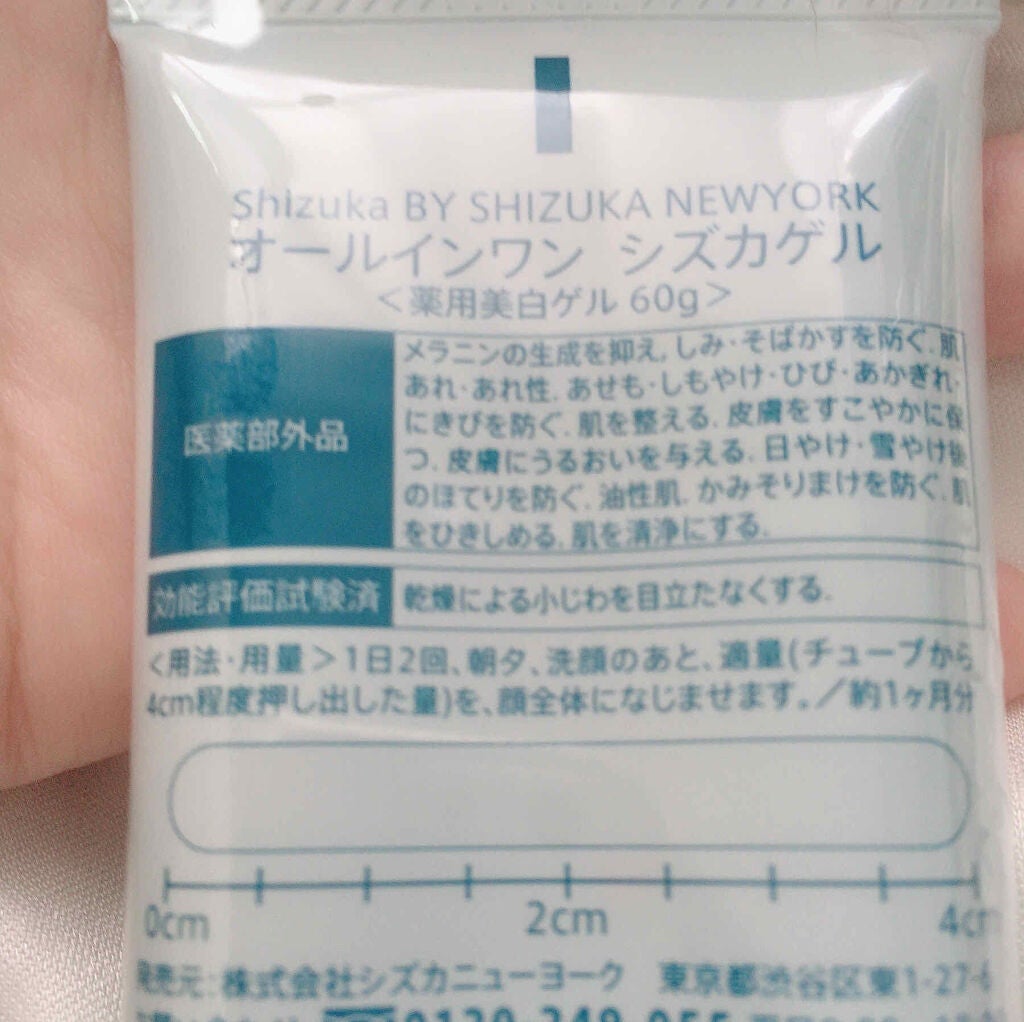 Shizuka BY SHIZUKA NEWYORK
オールインワン シズカゲル
<薬用美白ゲル 60g>
医薬部外品
メラニンの生成を抑え, しみ・そばかすを防ぐ. 肌
あれ・あれ性. あせも・しもやけ・ひび・あかぎれ・
にきびを防ぐ. 肌を整える. 皮膚をすこやかに保
つ. 皮膚にうるおいを与える. 日やけ・雪やけ後
のほてりを防ぐ. 油性肌. かみそりまけを防ぐ. 肌
をひきしめる. 肌を清浄にする.
効能評価試験済
乾燥による小じわを目立たなくする.
<用法・用量>1日2回、朝夕、洗顔のあと、適量(チューブから
4cm程度押し出した量)を、顔全体になじませます。/約1ヶ月分
0cm 2cm 4cm
発売元:株式会社シズカニューヨーク 東京都渋谷区東1-27-